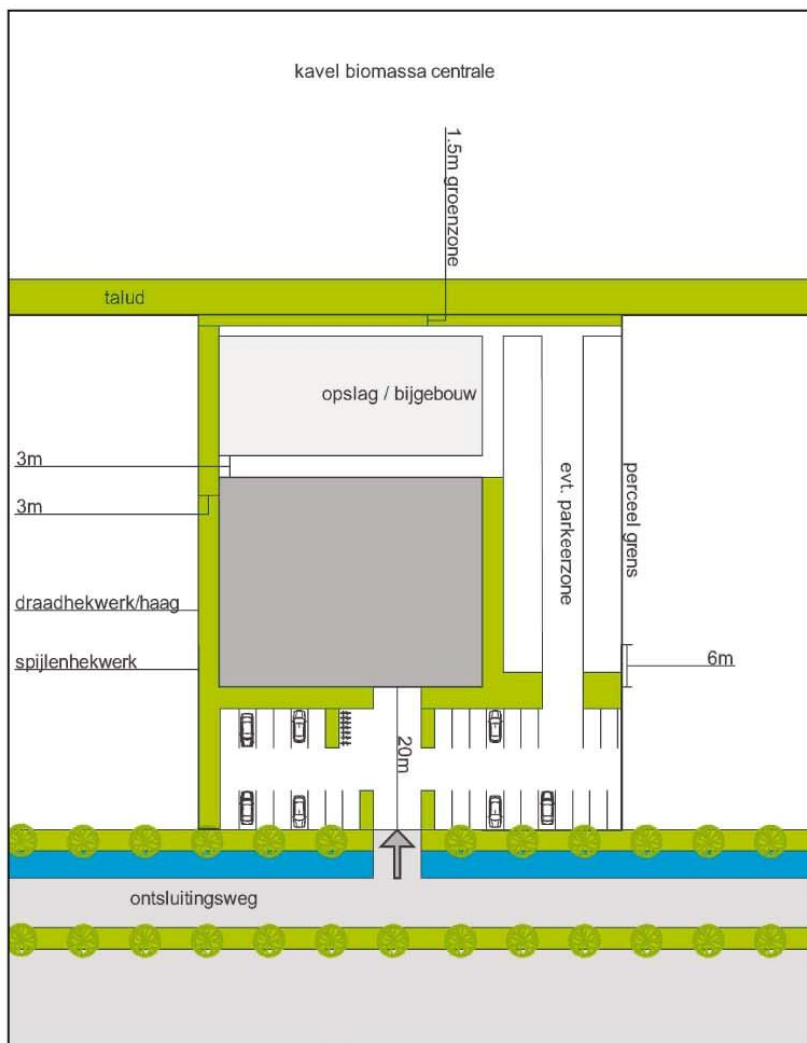 kavel biomassa centrale
1.5m groenzone
talud
opslag / bijgebouw
3m
3m
evt. parkeerzone
perceel grens
draadhekwerk/haag
spijlenhekwerk
6m
20m
ontsluitingsweg